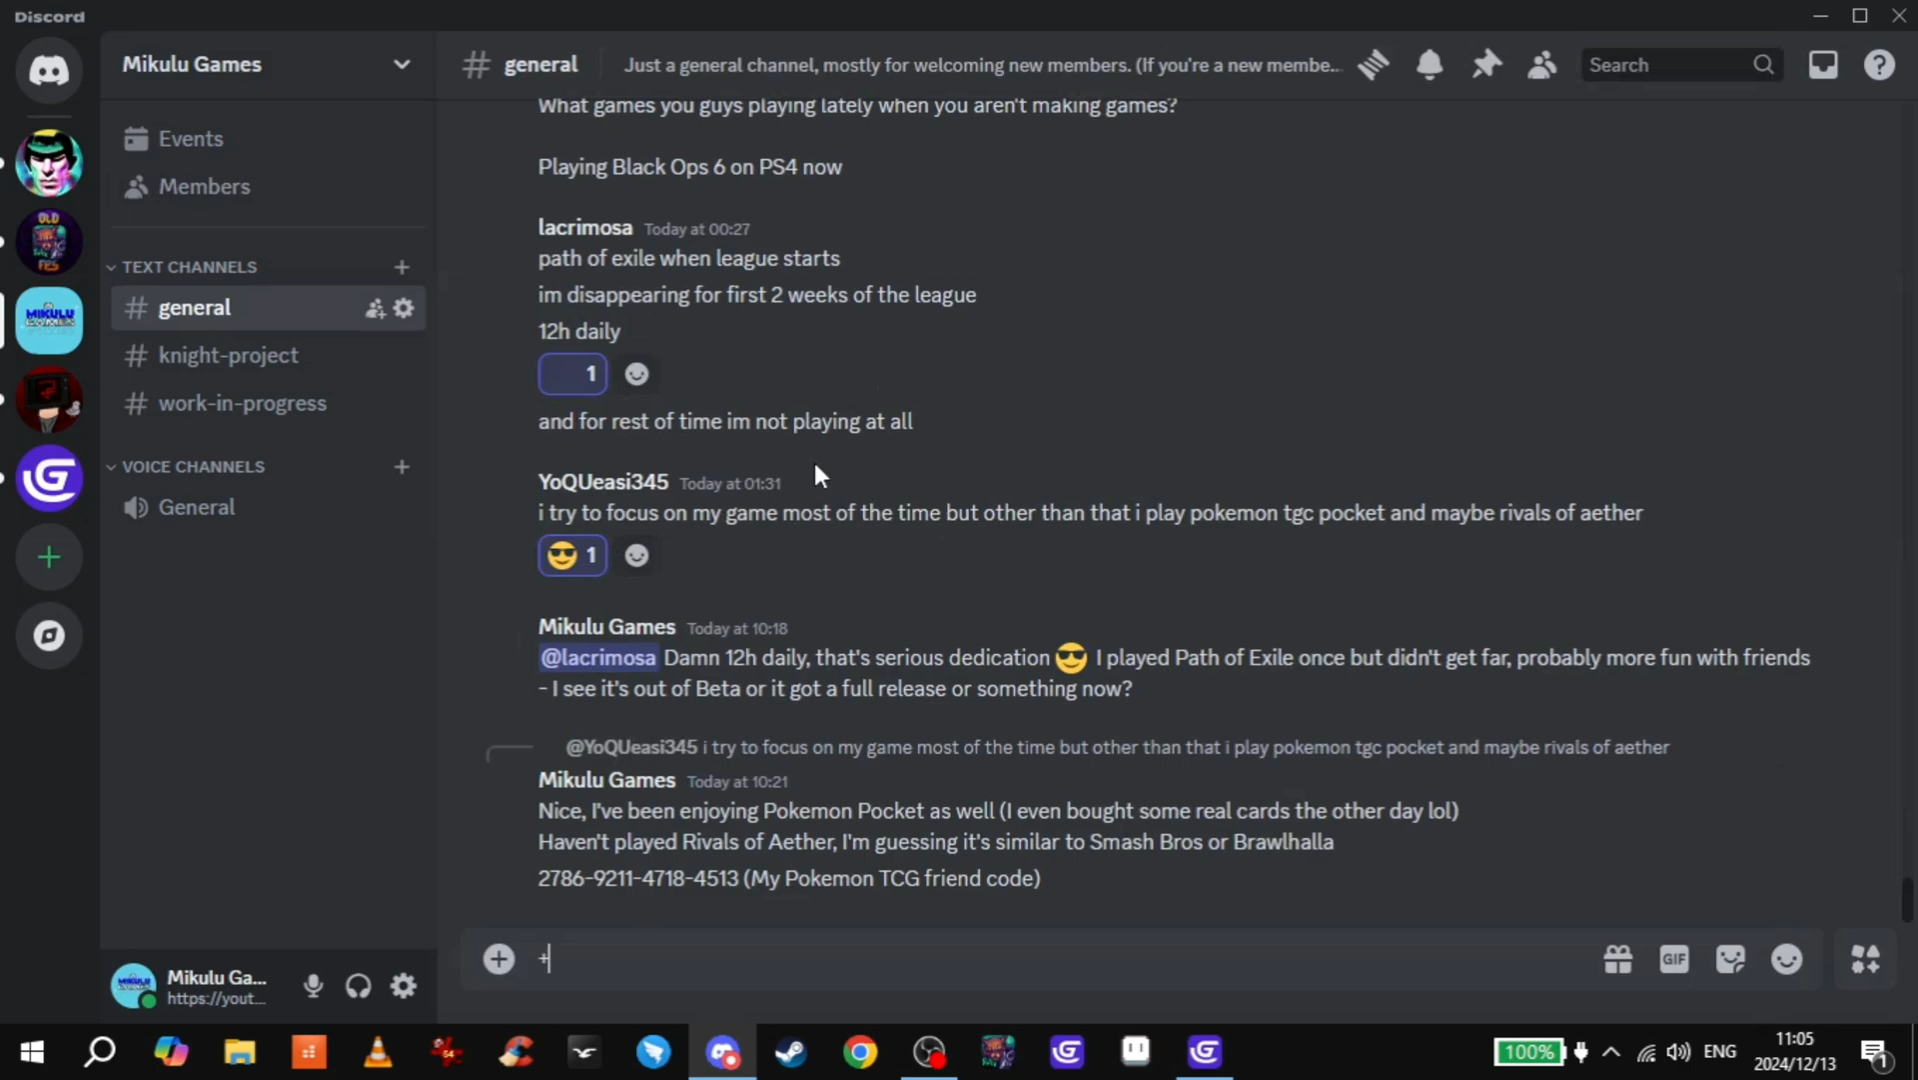 Discord
Mikulu Games
general
Just a general channel, mostly for welcoming new members. (If you're a new membe...
Search
Events
Members
TEXT CHANNELS
general
knight-project
work-in-progress
VOICE CHANNELS
General
What games you guys playing lately when you aren't making games?
Playing Black Ops 6 on PS4 now
lacrimosa Today at 00:27
path of exile when league starts
im disappearing for first 2 weeks of the league
12h daily
1
and for rest of time im not playing at all
YoQUeasi345 Today at 01:31
i try to focus on my game most of the time but other than that i play pokemon tgc pocket and maybe rivals of aether
😎 1
Mikulu Games Today at 10:18
@lacrimosa Damn 12h daily, that's serious dedication 😎 I played Path of Exile once but didn't get far, probably more fun with friends
- I see it's out of Beta or it got a full release or something now?
@YoQUeasi345 i try to focus on my game most of the time but other than that i play pokemon tgc pocket and maybe rivals of aether
Mikulu Games Today at 10:21
Nice, I've been enjoying Pokemon Pocket as well (I even bought some real cards the other day lol)
Haven't played Rivals of Aether, I'm guessing it's similar to Smash Bros or Brawlhalla
2786-9211-4718-4513 (My Pokemon TCG friend code)
+
GIF
Mikulu Ga...
https://yout...
100%
ENG
11:05
2024/12/13
1